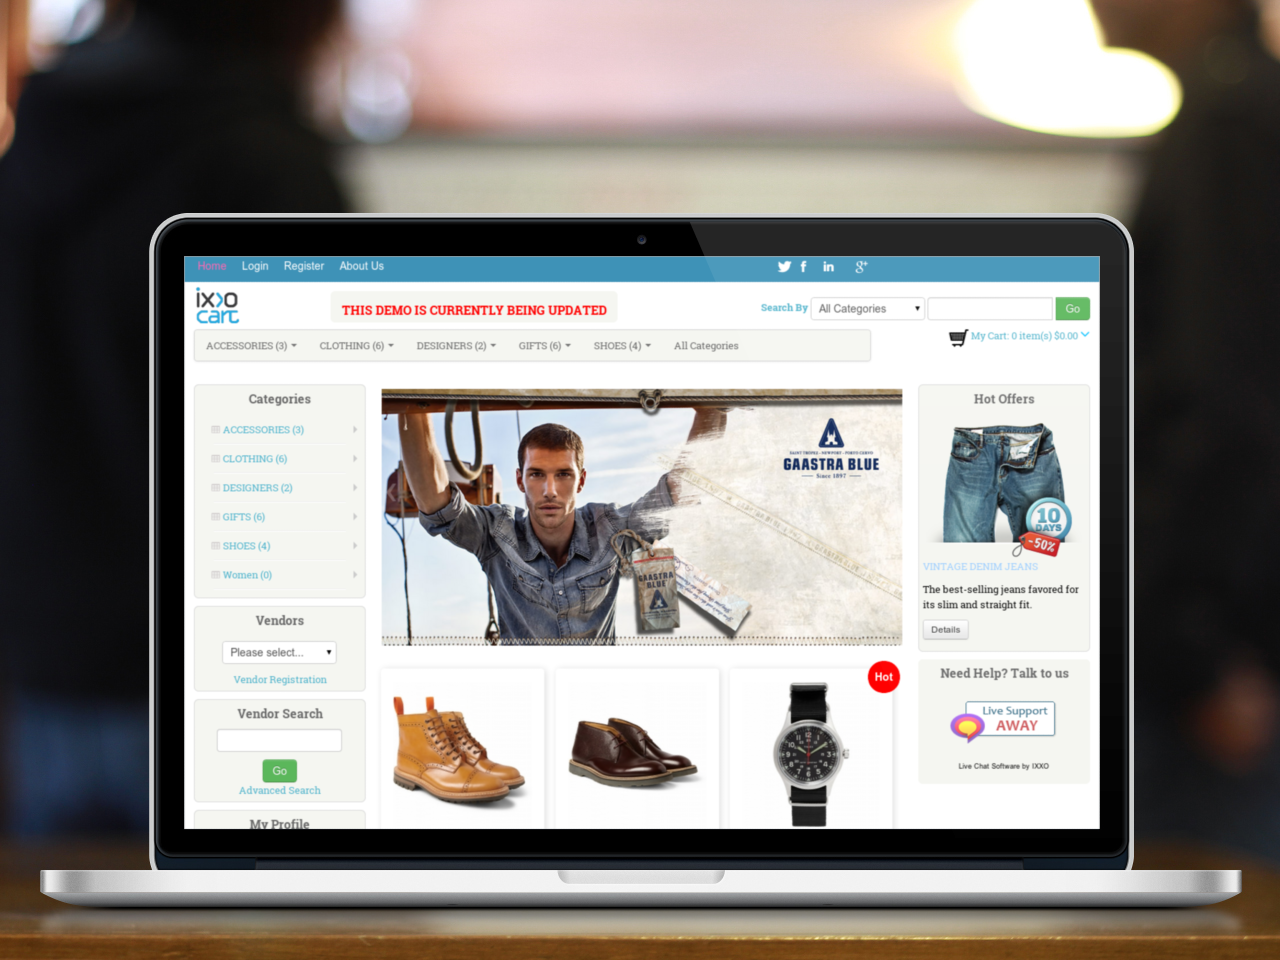 Home Login Register About Us
ixxo
cart
THIS DEMO IS CURRENTLY BEING UPDATED
Search By All Categories Go
My Cart: 0 item(s) $0.00
ACCESSORIES (3) CLOTHING (6) DESIGNERS (2) GIFTS (6) SHOES (4) All Categories
Categories
ACCESSORIES (3)
CLOTHING (6)
DESIGNERS (2)
GIFTS (6)
SHOES (4)
Women (0)
Vendors
Please select...
Vendor Registration
Vendor Search
Go
Advanced Search
My Profile
GAASTRA BLUE
Since 1897
GAASTRA
BLUE
Hot
Hot Offers
10
DAYS
-50%
VINTAGE DENIM JEANS
The best-selling jeans favored for
its slim and straight fit.
Details
Need Help? Talk to us
Live Support
AWAY
Live Chat Software by IXXO